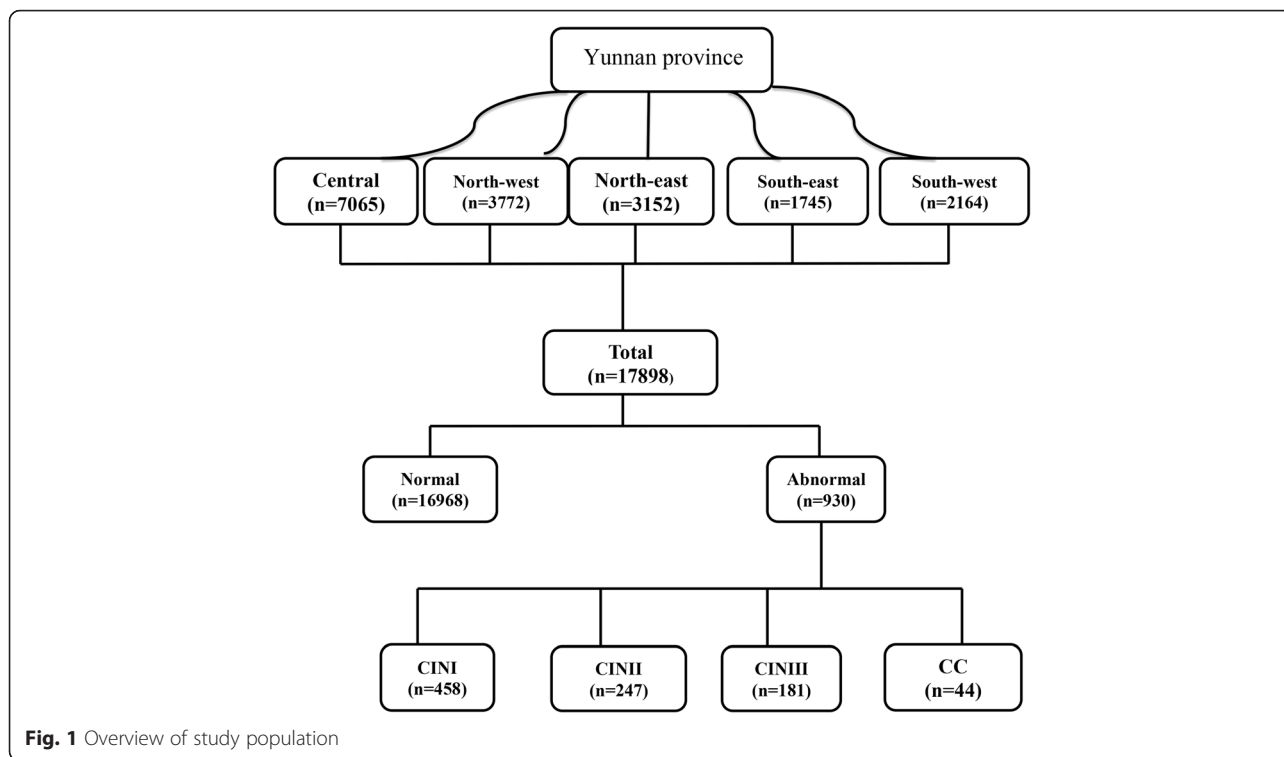 Yunnan province
Central
(n=7065)
North-west
(n=3772)
North-east
(n=3152)
South-east
(n=1745)
South-west
(n=2164)
Total
(n=17898)
Normal
(n=16968)
Abnormal
(n=930)
CINI
(n=458)
CINII
(n=247)
CINIII
(n=181)
CC
(n=44)
Fig. 1 Overview of study population